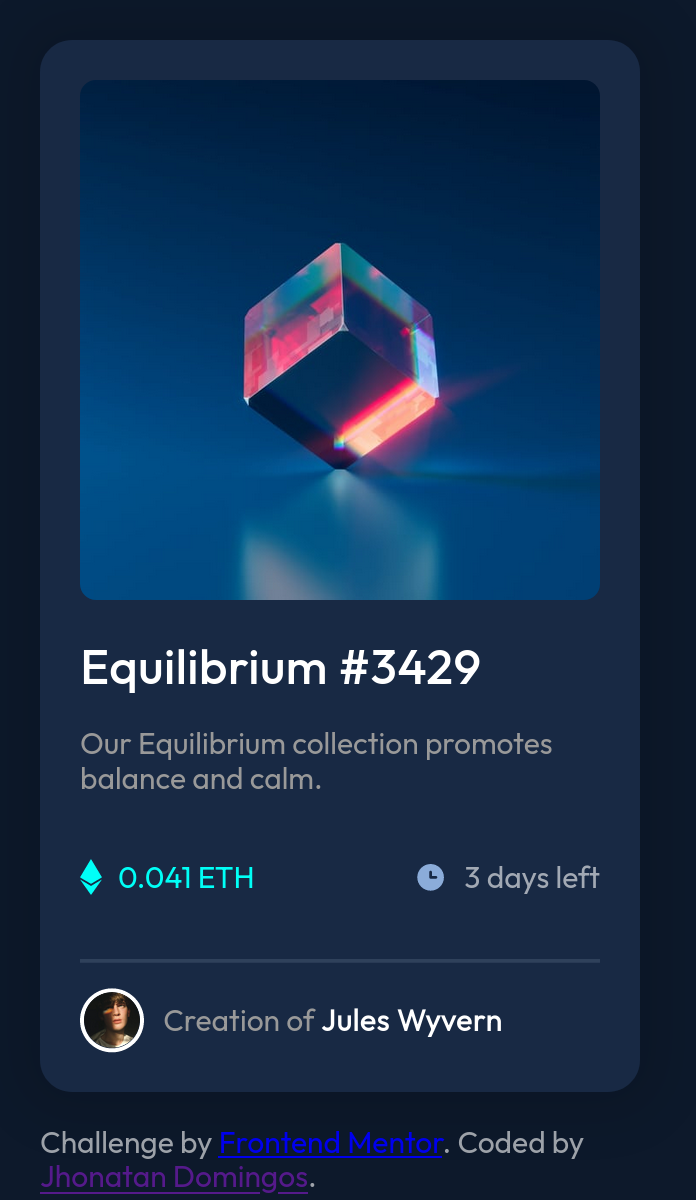 Equilibrium #3429
Our Equilibrium collection promotes
balance and calm.
0.041 ETH
3 days left
Creation of Jules Wyvern
Challenge by Frontend Mentor. Coded by
Jhonatan Domingos.